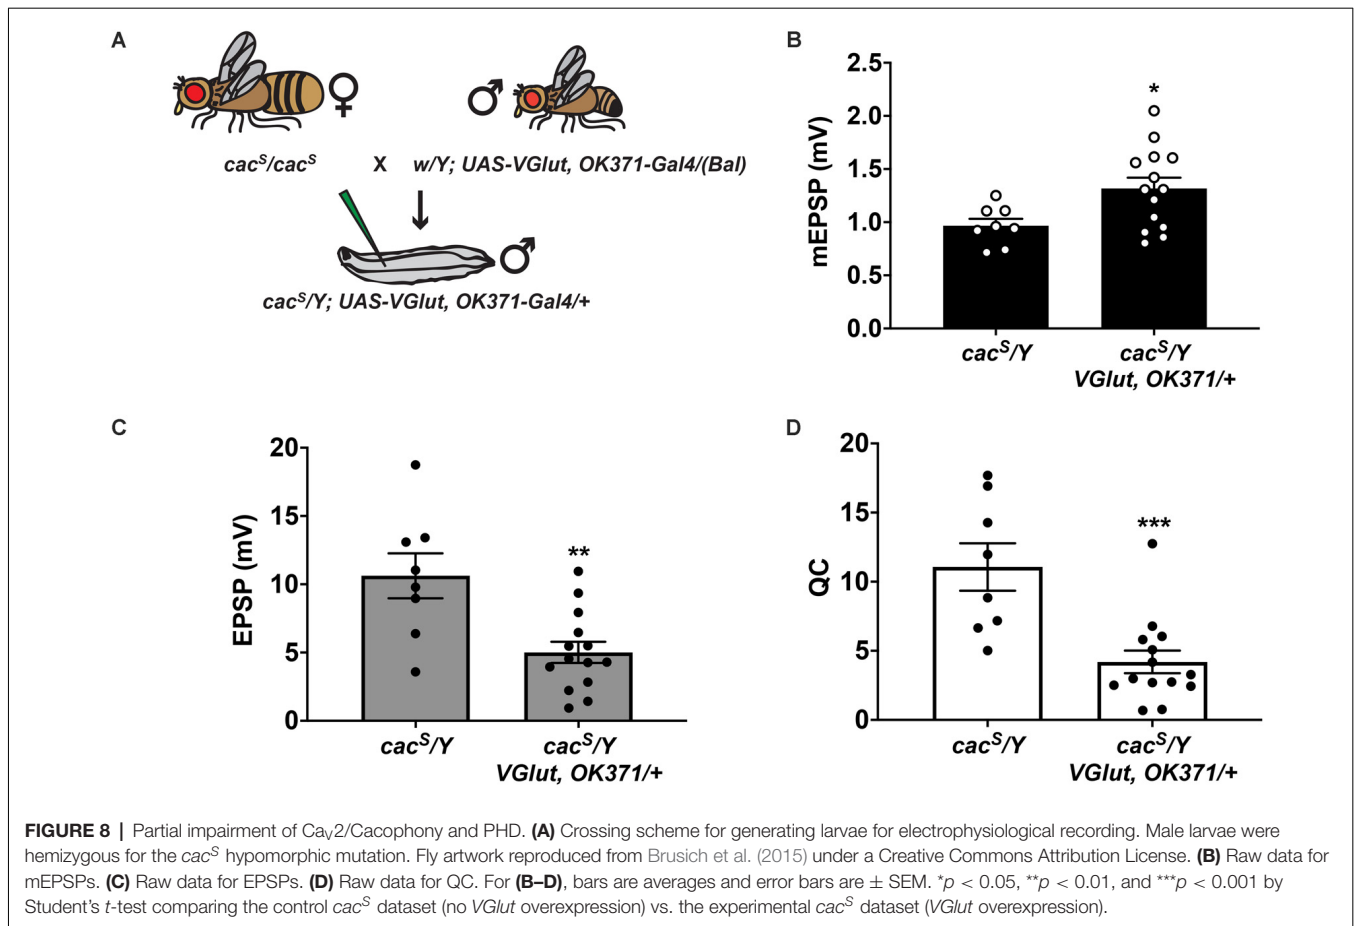 A
♀
♂
cacS/cacS X w/Y; UAS-VGlut, OK371-Gal4/(Bal)
♂
cacS/Y; UAS-VGlut, OK371-Gal4/+
B
mEPSP (mV)
2.5
2.0
1.5
1.0
0.5
0.0
*
cacS/Y
cacS/Y
VGlut, OK371/+
C
EPSP (mV)
20
15
10
5
0
**
cacS/Y
cacS/Y
VGlut, OK371/+
D
QC
20
15
10
5
0
***
cacS/Y
cacS/Y
VGlut, OK371/+
FIGURE 8 | Partial impairment of CaV2/Cacophony and PHD. (A) Crossing scheme for generating larvae for electrophysiological recording. Male larvae were
hemizygous for the cacS hypomorphic mutation. Fly artwork reproduced from Brusich et al. (2015) under a Creative Commons Attribution License. (B) Raw data for
mEPSPs. (C) Raw data for EPSPs. (D) Raw data for QC. For (B–D), bars are averages and error bars are ± SEM. *p < 0.05, **p < 0.01, and ***p < 0.001 by
Student's t-test comparing the control cacS dataset (no VGlut overexpression) vs. the experimental cacS dataset (VGlut overexpression).